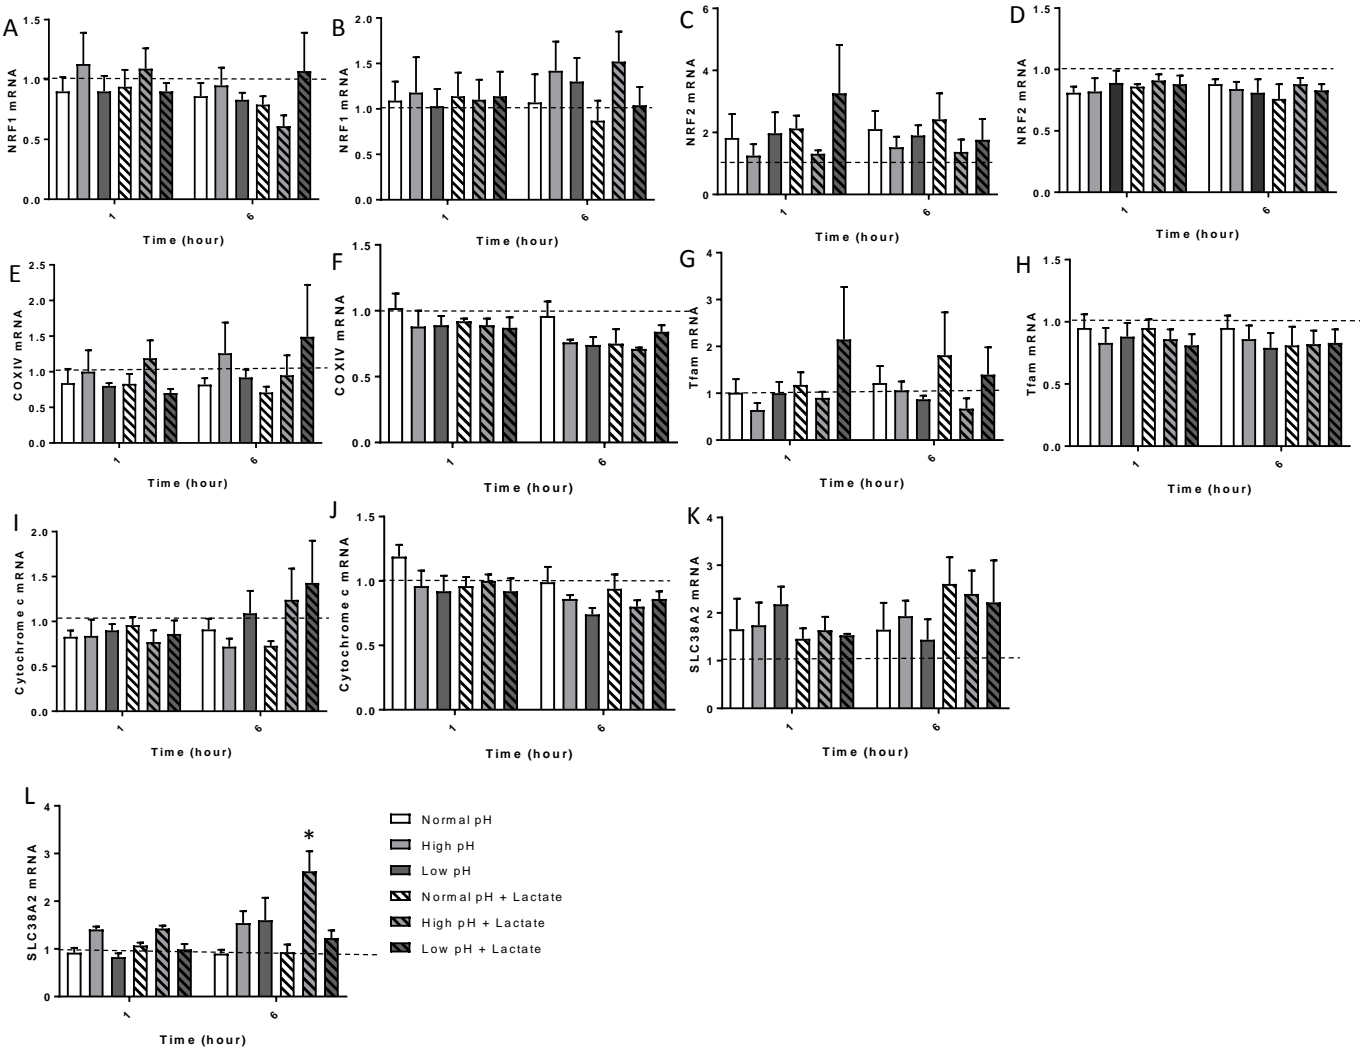 A
NRF1 mRNA
1.5
1.0
0.5
0.0
1
6
Time (hour)
B
NRF1 mRNA
2.0
1.5
1.0
0.5
0.0
1
6
Time (hour)
C
NRF2 mRNA
6
4
2
0
1
6
Time (hour)
D
NRF2 mRNA
1.5
1.0
0.5
0.0
1
6
Time (hour)
E
COXIV mRNA
2.5
2.0
1.5
1.0
0.5
0.0
1
6
Time (hour)
F
COXIV mRNA
1.5
1.0
0.5
0.0
1
6
Time (hour)
G
Tfam mRNA
4
3
2
1
0
1
6
Time (hour)
H
Tfam mRNA
1.5
1.0
0.5
0.0
1
6
Time (hour)
I
Cytochrome c mRNA
2.0
1.5
1.0
0.5
0.0
1
6
Time (hour)
J
Cytochrome c mRNA
1.5
1.0
0.5
0.0
1
6
Time (hour)
K
SLC38A2 mRNA
4
3
2
1
0
1
6
Time (hour)
L
SLC38A2 mRNA
4
3
2
1
0
*
1
6
Time (hour)
Normal pH
High pH
Low pH
Normal pH + Lactate
High pH + Lactate
Low pH + Lactate